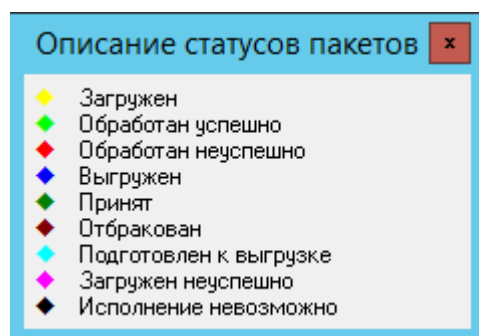 Описание статусов пакетов x
Загружен
Обработан успешно
Обработан неуспешно
Выгружен
Принят
Отбракован
Подготовлен к выгрузке
Загружен неуспешно
Исполнение невозможно